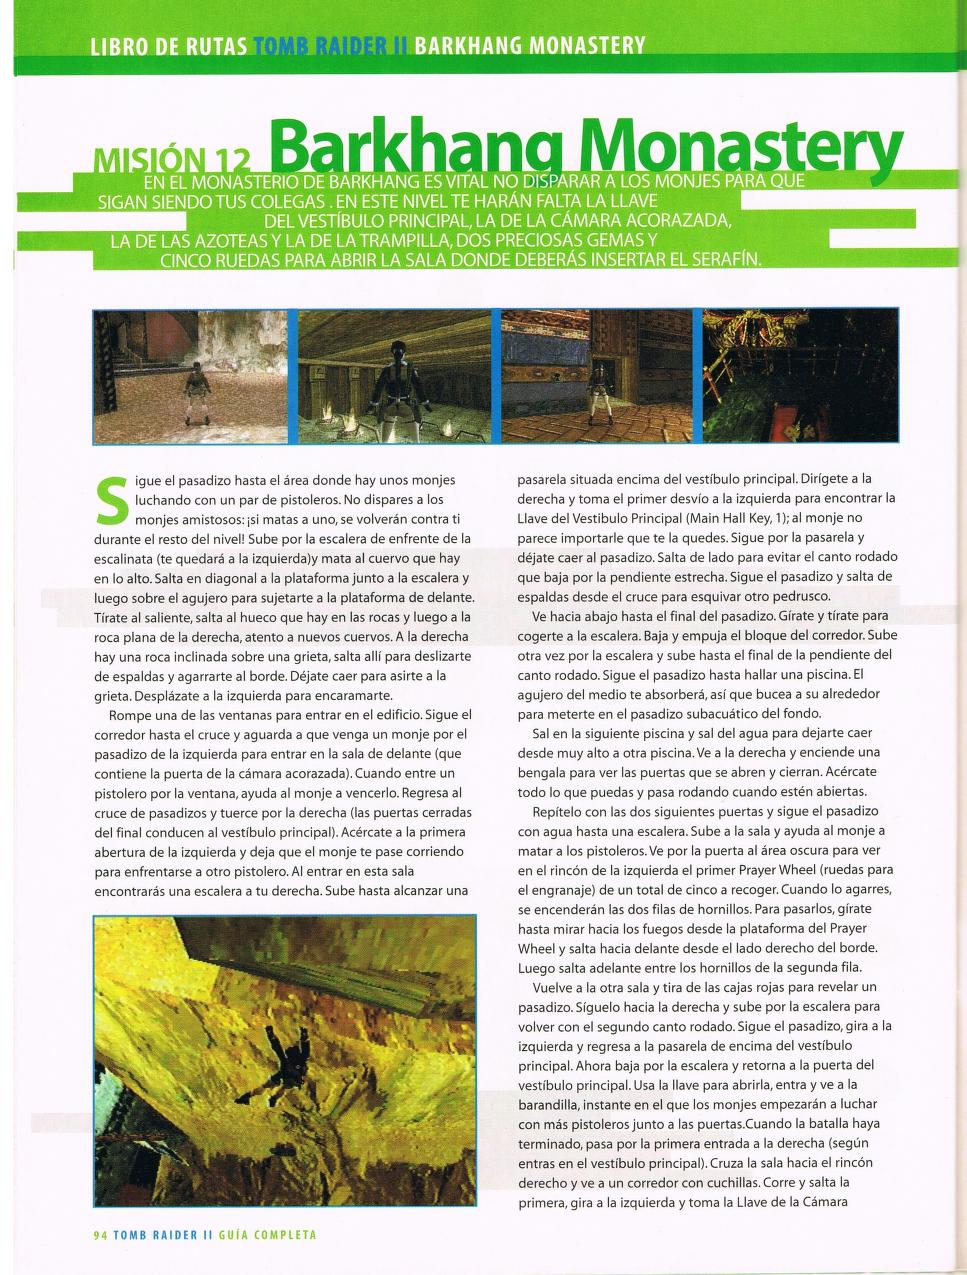 LIBRO DE RUTAS TOMB RAIDER II BARKHANG MONASTERY
MISIÓN 12 Barkhang Monastery
EN EL MONASTERIO DE BARKHANG ES VITAL NO DISPARAR A LOS MONJES PARA QUE
SIGAN SIENDO TUS COLEGAS . EN ESTE NIVEL TE HARÁN FALTA LA LLAVE
DEL VESTÍBULO PRINCIPAL, LA DE LA CÁMARA ACORAZADA,
LA DE LAS AZOTEAS Y LA DE LA TRAMPILLA, DOS PRECIOSAS GEMAS Y
CINCO RUEDAS PARA ABRIR LA SALA DONDE DEBERÁS INSERTAR EL SERAFÍN.
Sigue el pasadizo hasta el área donde hay unos monjes
luchando con un par de pistoleros. No dispares a los
monjes amistosos: ¡si matas a uno, se volverán contra ti
durante el resto del nivel! Sube por la escalera de enfrente de la
escalinata (te quedará a la izquierda)y mata al cuervo que hay
en lo alto. Salta en diagonal a la plataforma junto a la escalera y
luego sobre el agujero para sujetarte a la plataforma de delante.
Tírate al saliente, salta al hueco que hay en las rocas y luego a la
roca plana de la derecha, atento a nuevos cuervos. A la derecha
hay una roca inclinada sobre una grieta, salta allí para deslizarte
de espaldas y agarrarte al borde. Déjate caer para asirte a la
grieta. Desplázate a la izquierda para encaramarte.
Rompe una de las ventanas para entrar en el edificio. Sigue el
corredor hasta el cruce y aguarda a que venga un monje por el
pasadizo de la izquierda para entrar en la sala de delante (que
contiene la puerta de la cámara acorazada). Cuando entre un
pistolero por la ventana, ayuda al monje a vencerlo. Regresa al
cruce de pasadizos y tuerce por la derecha (las puertas cerradas
del final conducen al vestíbulo principal). Acércate a la primera
abertura de la izquierda y deja que el monje te pase corriendo
para enfrentarse a otro pistolero. Al entrar en esta sala
encontrarás una escalera a tu derecha. Sube hasta alcanzar una
pasarela situada encima del vestíbulo principal. Dirígete a la
derecha y toma el primer desvío a la izquierda para encontrar la
Llave del Vestibulo Principal (Main Hall Key, 1); al monje no
parece importarle que te la quedes. Sigue por la pasarela y
déjate caer al pasadizo. Salta de lado para evitar el canto rodado
que baja por la pendiente estrecha. Sigue el pasadizo y salta de
espaldas desde el cruce para esquivar otro pedrusco.
Ve hacia abajo hasta el final del pasadizo. Gírate y tírate para
cogerte a la escalera. Baja y empuja el bloque del corredor. Sube
otra vez por la escalera y sube hasta el final de la pendiente del
canto rodado. Sigue el pasadizo hasta hallar una piscina. El
agujero del medio te absorberá, así que bucea a su alrededor
para meterte en el pasadizo subacuático del fondo.
Sal en la siguiente piscina y sal del agua para dejarte caer
desde muy alto a otra piscina. Ve a la derecha y enciende una
bengala para ver las puertas que se abren y cierran. Acércate
todo lo que puedas y pasa rodando cuando estén abiertas.
Repítelo con las dos siguientes puertas y sigue el pasadizo
con agua hasta una escalera. Sube a la sala y ayuda al monje a
matar a los pistoleros. Ve por la puerta al área oscura para ver
en el rincón de la izquierda el primer Prayer Wheel (ruedas para
el engranaje) de un total de cinco a recoger. Cuando lo agarres,
se encenderán las dos filas de hornillos. Para pasarlos, gírate
hasta mirar hacia los fuegos desde la plataforma del Prayer
Wheel y salta hacia delante desde el lado derecho del borde.
Luego salta adelante entre los hornillos de la segunda fila.
Vuelve a la otra sala y tira de las cajas rojas para revelar un
pasadizo. Síguelo hacia la derecha y sube por la escalera para
volver con el segundo canto rodado. Sigue el pasadizo, gira a la
izquierda y regresa a la pasarela de encima del vestíbulo
principal. Ahora baja por la escalera y retorna a la puerta del
vestíbulo principal. Usa la llave para abrirla, entra y ve a la
barandilla, instante en el que los monjes empezarán a luchar
con más pistoleros junto a las puertas.Cuando la batalla haya
terminado, pasa por la primera entrada a la derecha (según
entras en el vestíbulo principal). Cruza la sala hacia el rincón
derecho y ve a un corredor con cuchillas. Corre y salta la
primera, gira a la izquierda y toma la Llave de la Cámara
94 TOMB RAIDER II GUÍA COMPLETA